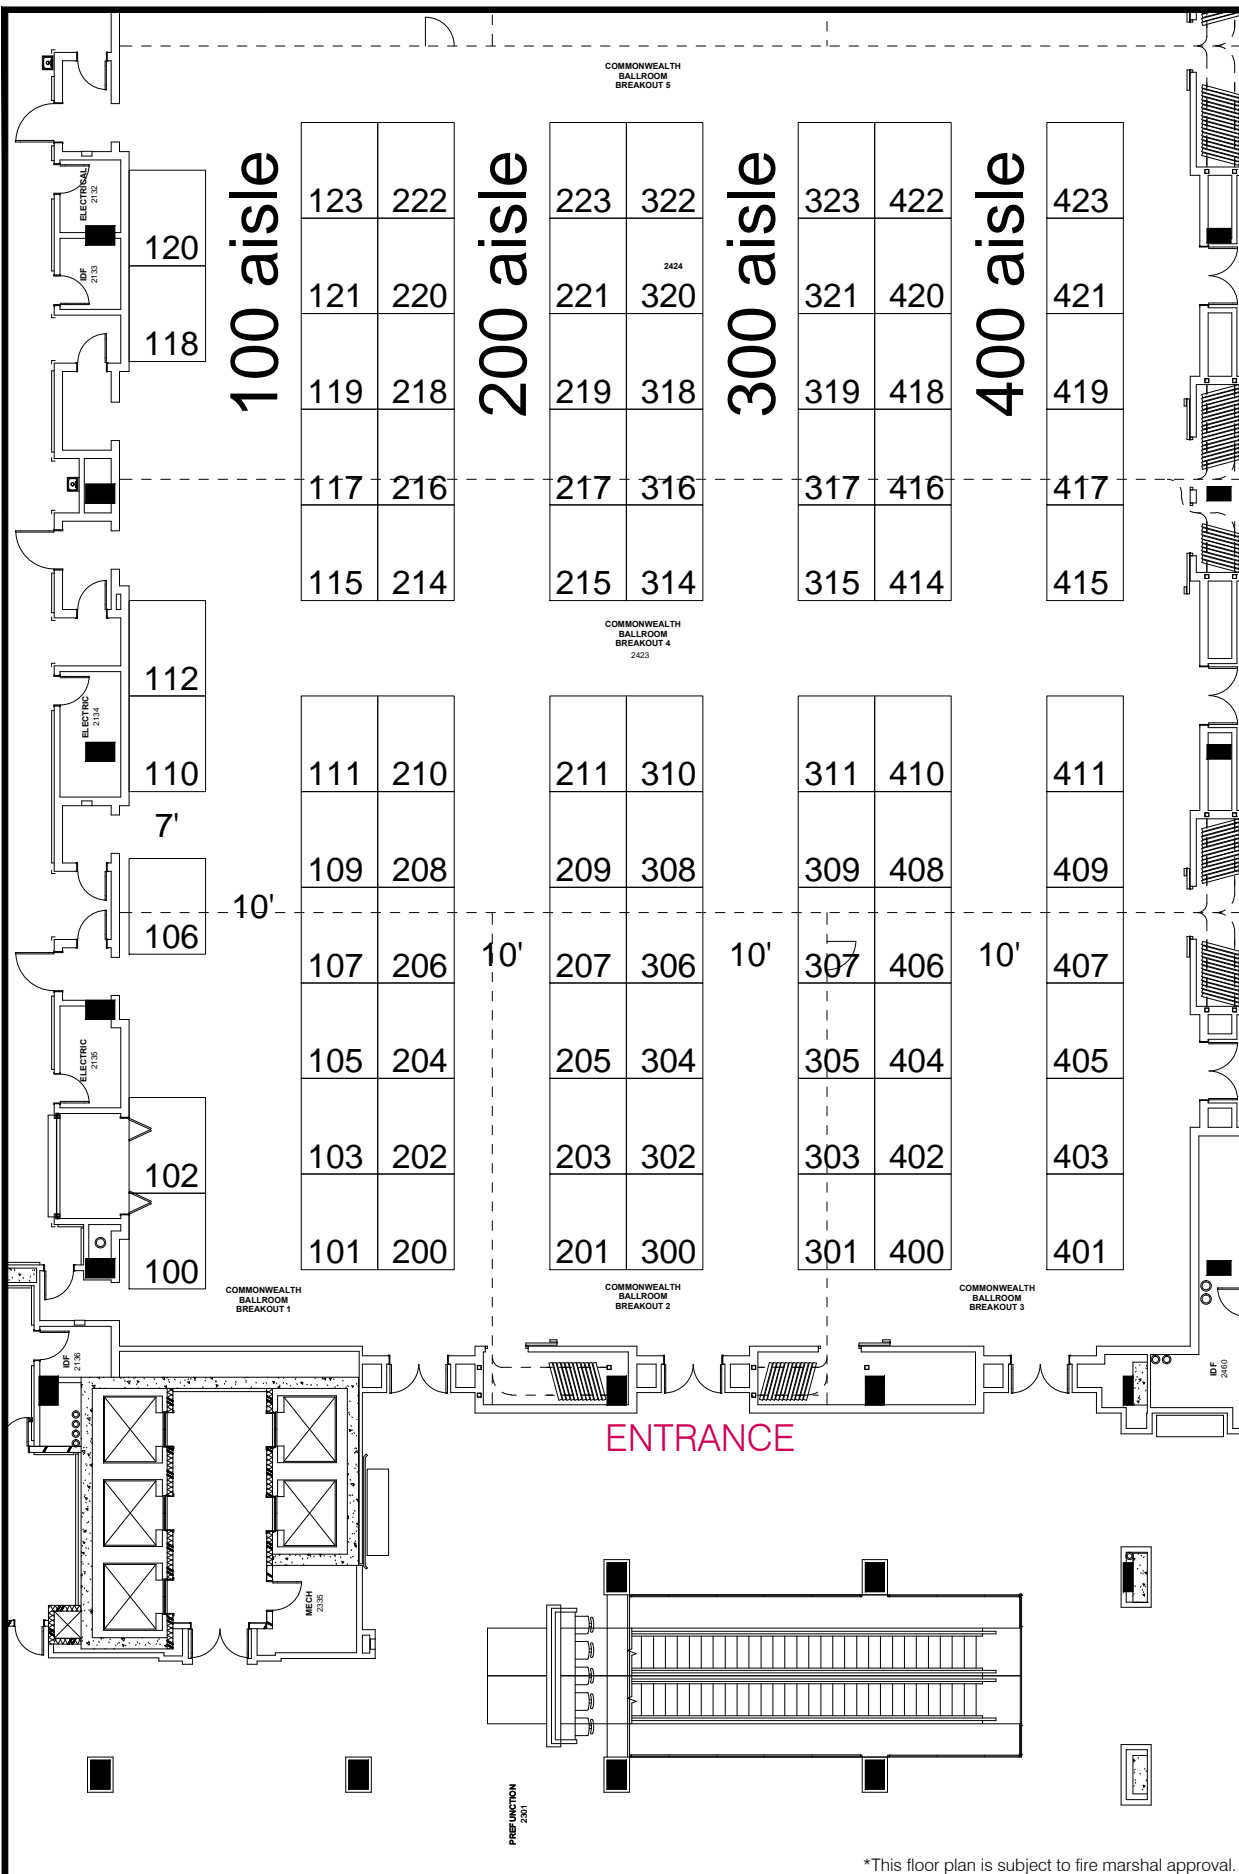 COMMONWEALTH
BALLROOM
BREAKOUT 5
ELECTRICAL
2132
IDF
2133
100 aisle
200 aisle
300 aisle
400 aisle
123 222 223 322 323 422 423
120
2424
121 220 221 320 321 420 421
118
119 218 219 318 319 418 419
117 216 217 316 317 416 417
115 214 215 314 315 414 415
COMMONWEALTH
BALLROOM
BREAKOUT 4
2423
112
ELECTRIC
2134
110 111 210 211 310 311 410 411
7'
109 208 209 308 309 408 409
10'
106
10' 10' 10'
107 206 207 306 307 406 407
ELECTRIC
2135
105 204 205 304 305 404 405
102 103 202 203 302 303 402 403
101 200 201 300 301 400 401
100
COMMONWEALTH
BALLROOM
BREAKOUT 1
COMMONWEALTH
BALLROOM
BREAKOUT 2
COMMONWEALTH
BALLROOM
BREAKOUT 3
IDF
2136
IDF
2460
ENTRANCE
MECH
2335
PREFUNCTION
2301
*This floor plan is subject to fire marshal approval.